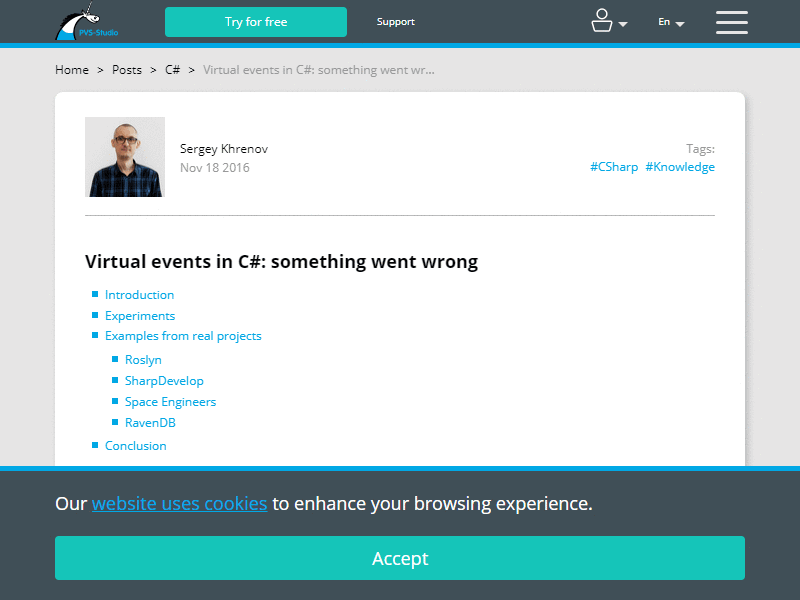 PVS-Studio
Try for free
Support
En
Home > Posts > C# > Virtual events in C#: something went wr...
Sergey Khrenov
Nov 18 2016
Tags:
#CSharp #Knowledge
Virtual events in C#: something went wrong
Introduction
Experiments
Examples from real projects
Roslyn
SharpDevelop
Space Engineers
RavenDB
Conclusion
Our website uses cookies to enhance your browsing experience.
Accept